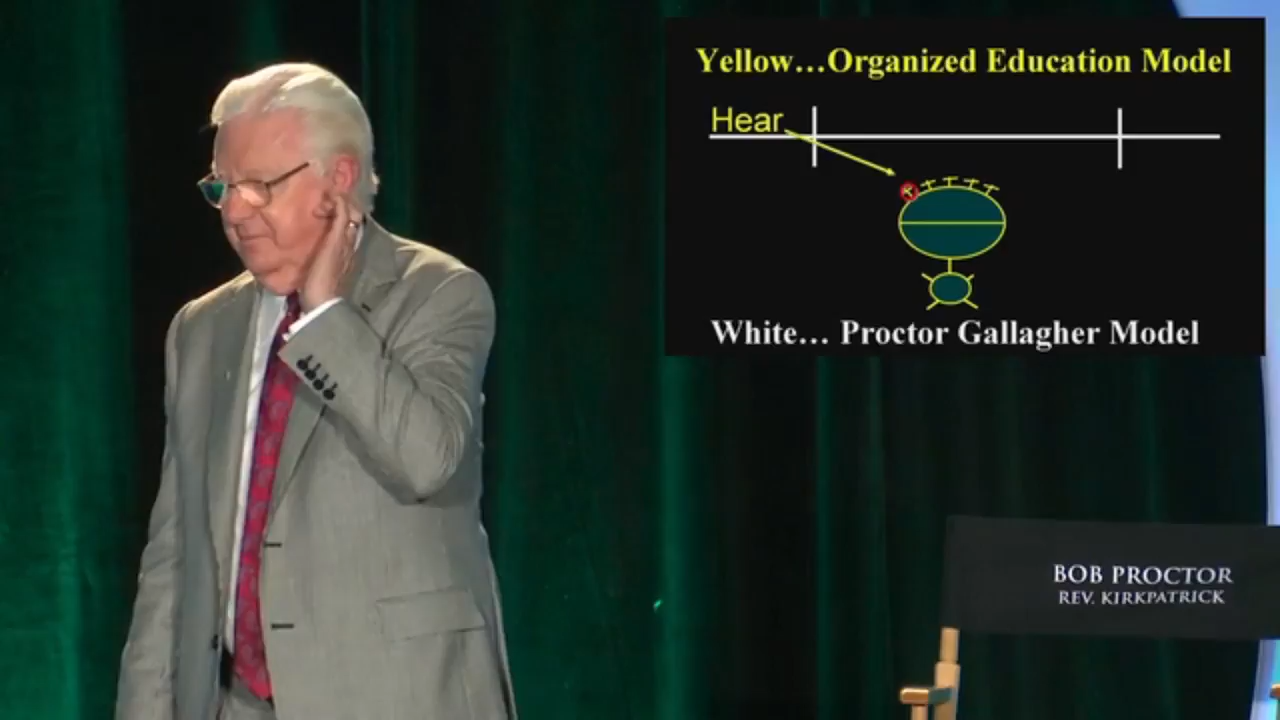 Yellow…Organized Education Model
Hear
White… Proctor Gallagher Model
BOB PROCTOR
REV. KIRKPATRICK